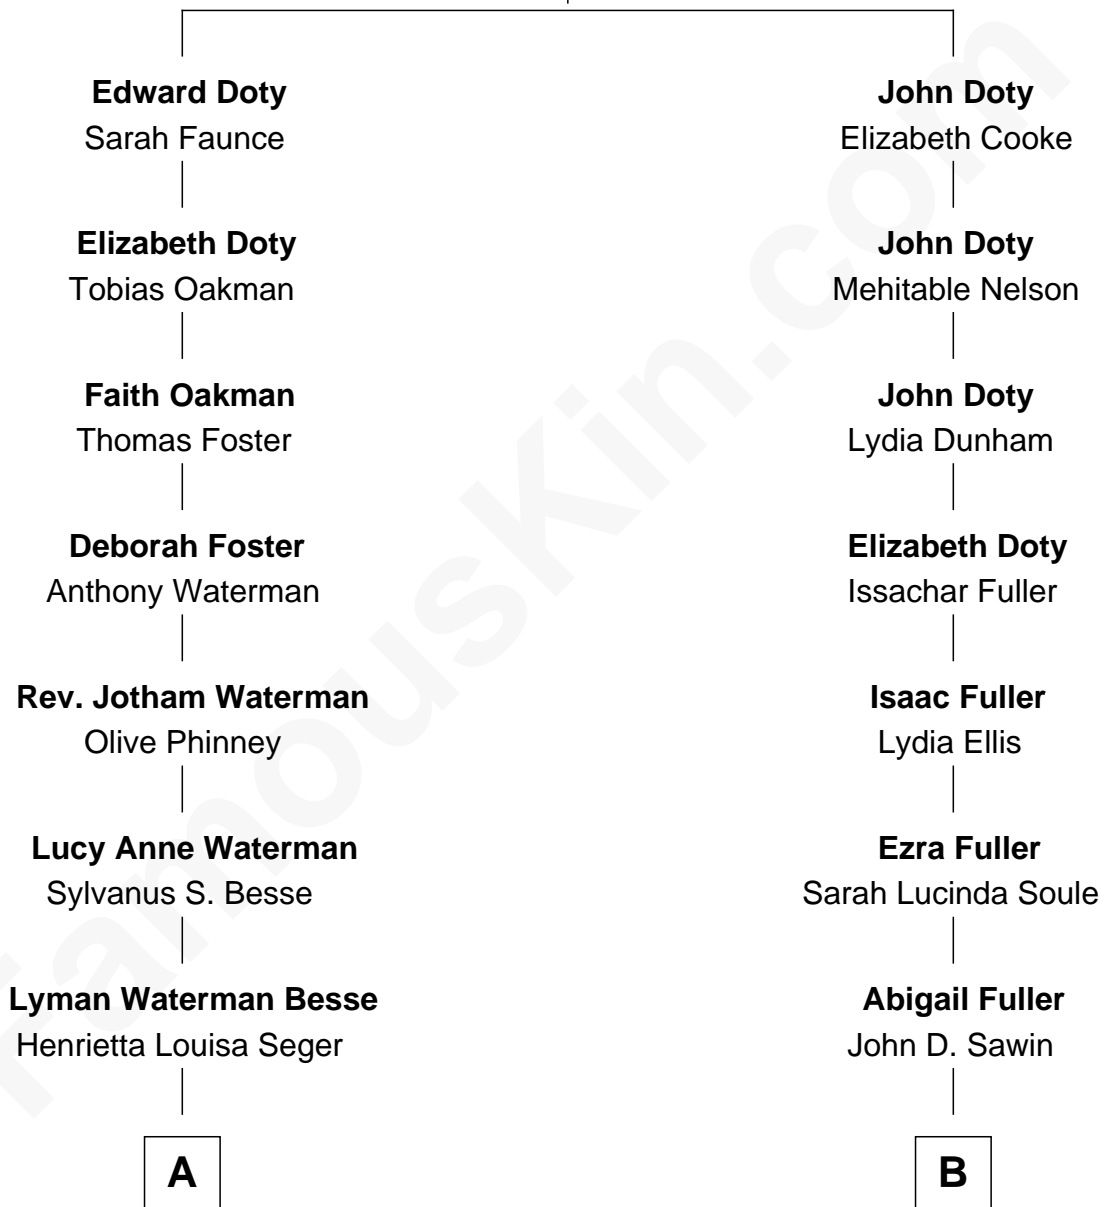 Edward Doty
Sarah Faunce
Elizabeth Doty
Tobias Oakman
Faith Oakman
Thomas Foster
Deborah Foster
Anthony Waterman
Rev. Jotham Waterman
Olive Phinney
Lucy Anne Waterman
Sylvanus S. Besse
Lyman Waterman Besse
Henrietta Louisa Seger
A
John Doty
Elizabeth Cooke
John Doty
Mehitable Nelson
John Doty
Lydia Dunham
Elizabeth Doty
Issachar Fuller
Isaac Fuller
Lydia Ellis
Ezra Fuller
Sarah Lucinda Soule
Abigail Fuller
John D. Sawin
B
FamousKin.com